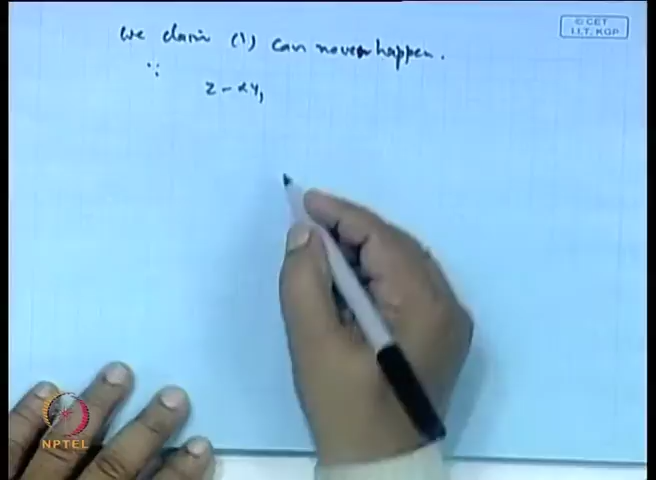 © CET
I.I.T. KGP
we claim (1) can never happen.
∵
z - αy,
NPTEL